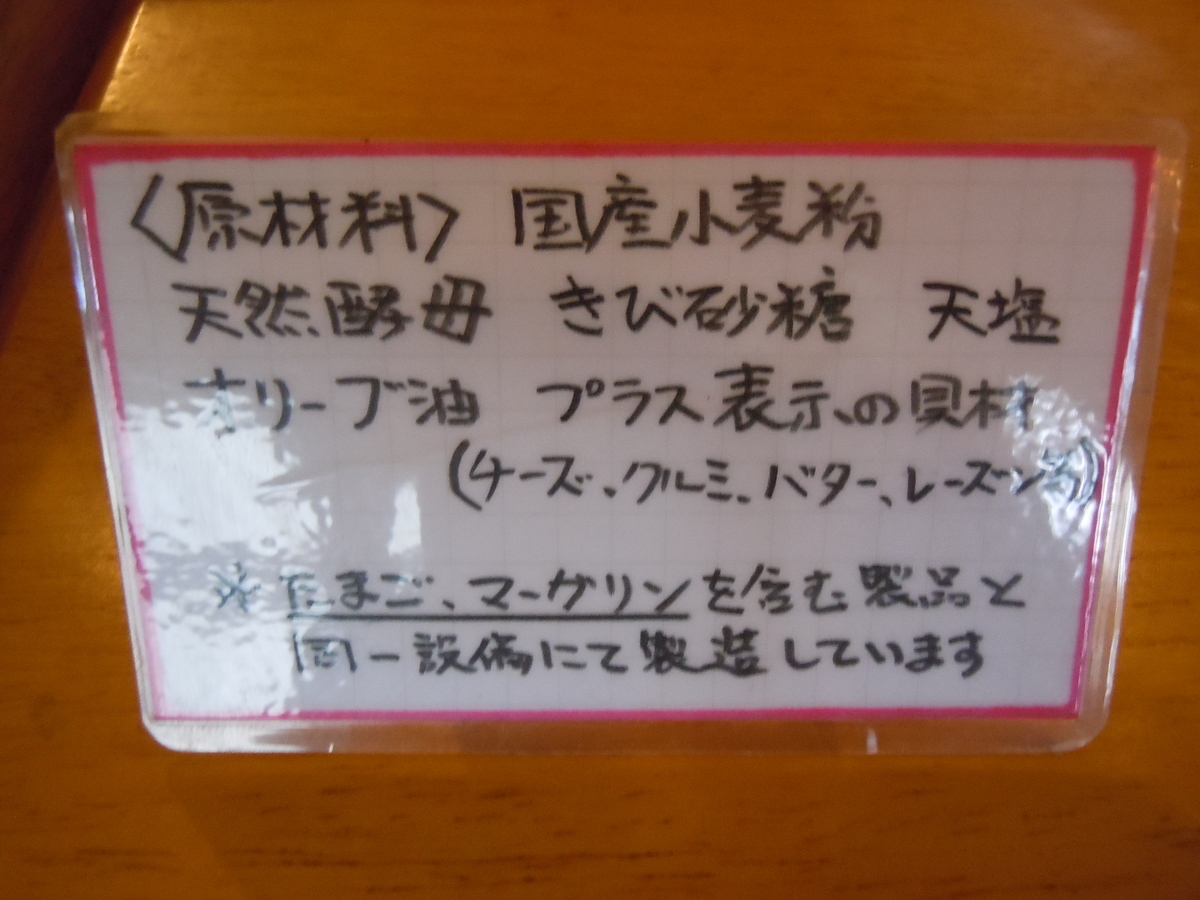 〈原材料〉 国産小麦粉
天然酵母 きび砂糖 天塩
オリーブ油 プラス表示の具材
(チーズ、クルミ、バター、レーズン等)
※たまご、マーガリンを含む製品と
同一設備にて製造しています